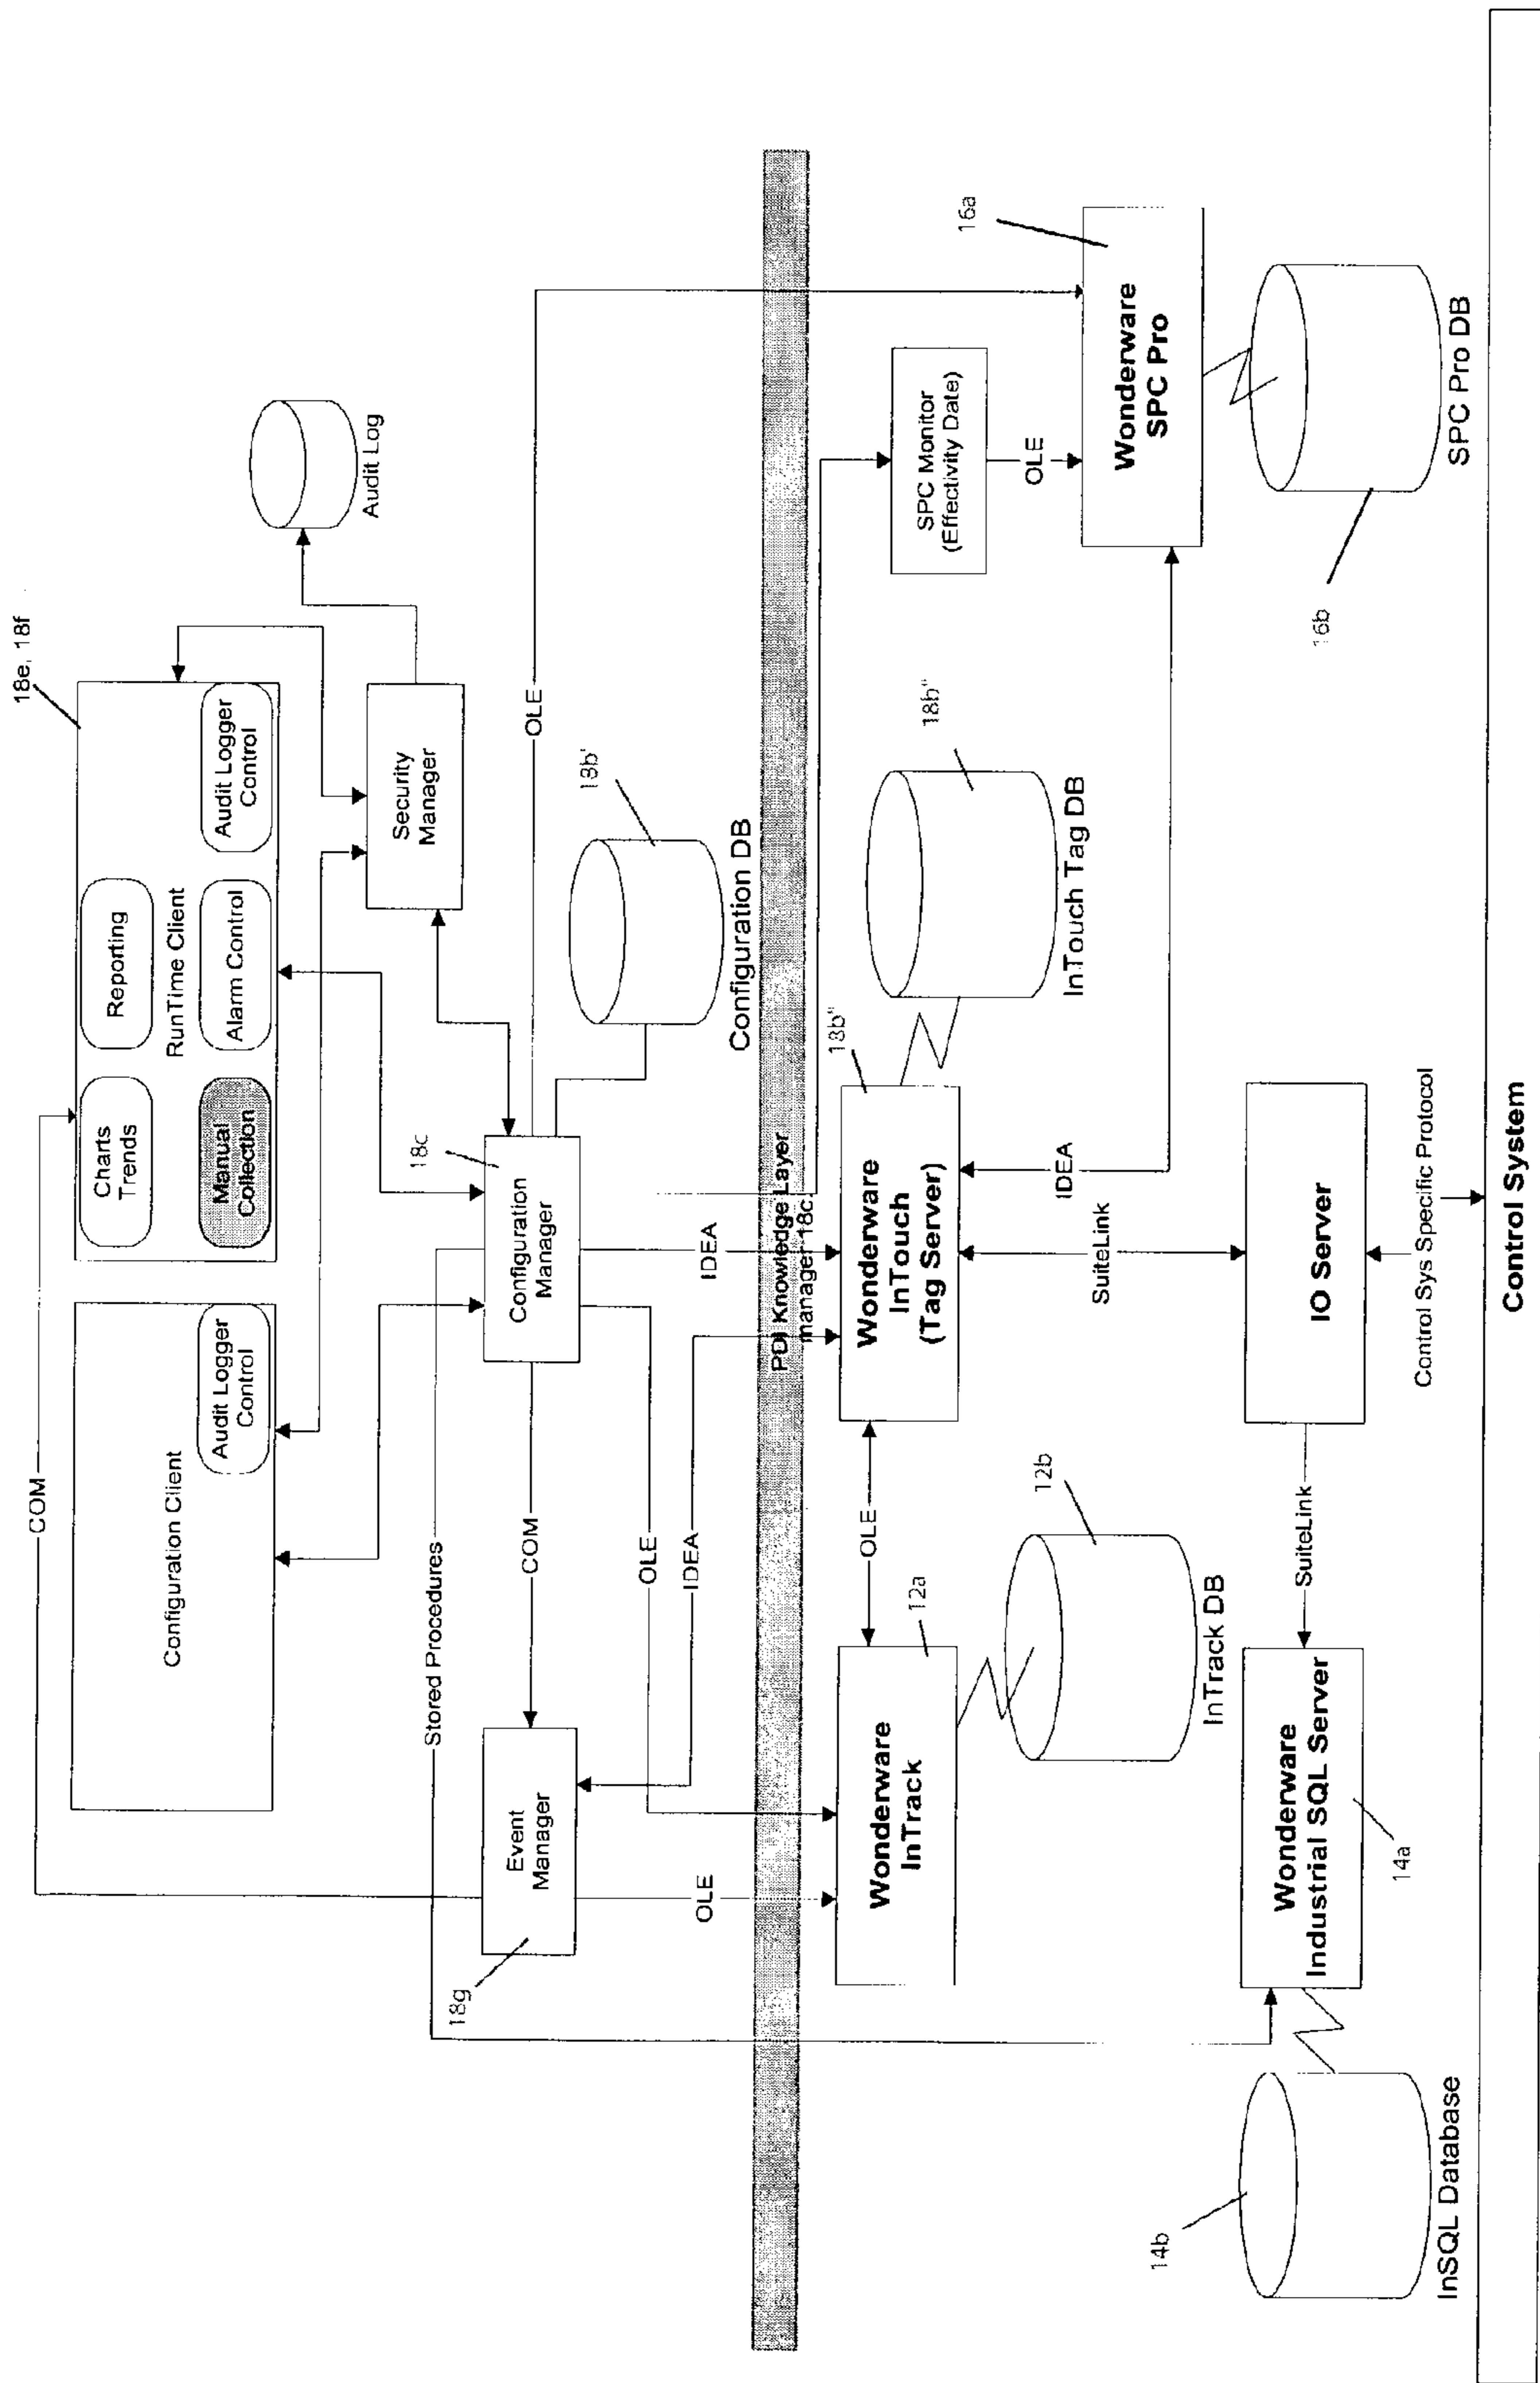 18e, 18f
COM
Configuration Client
Audit Logger
Control
Charts
Trends
Reporting
RunTime Client
Manual
Collection
Alarm Control
Audit Logger
Control
Audit Log
Security
Manager
Stored Procedures
18g
Event
Manager
COM
18c
Configuration
Manager
OLE
18b'
Configuration DB
OLE
OLE
IDEA
IDEA
PDI Knowledge Layer
manager 18c
Wonderware
InTrack
12a
OLE
Wonderware
InTouch
(Tag Server)
18b"
18b"
InTouch Tag DB
SPC Monitor
(Effectivity Date)
OLE
16a
Wonderware
SPC Pro
12b
InTrack DB
SuiteLink
IDEA
16b
SPC Pro DB
14b
InSQL Database
Wonderware
Industrial SQL Server
14a
SuiteLink
IO Server
Control Sys Specific Protocol
Control System